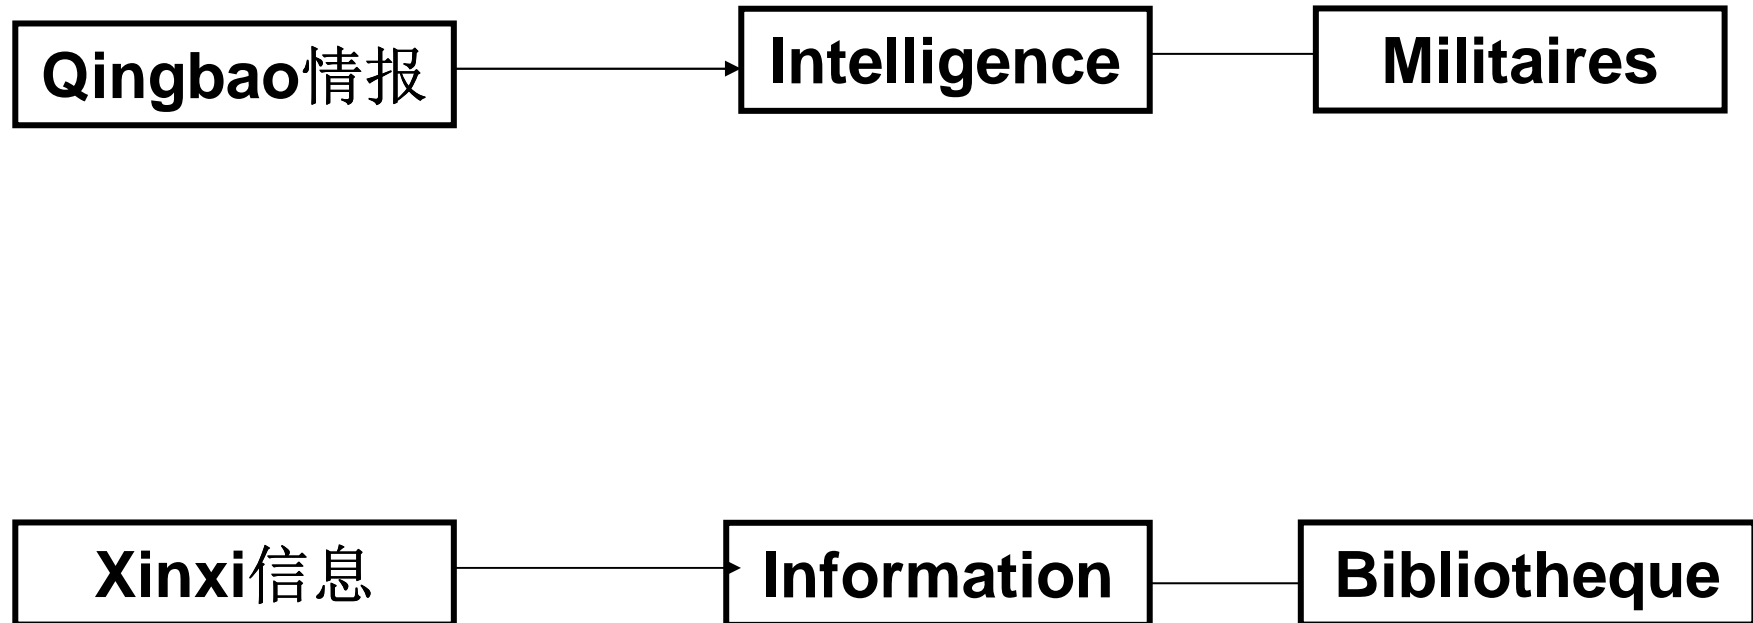 Qingbao情报
Intelligence
Militaires
Xinxi信息
Information
Bibliotheque